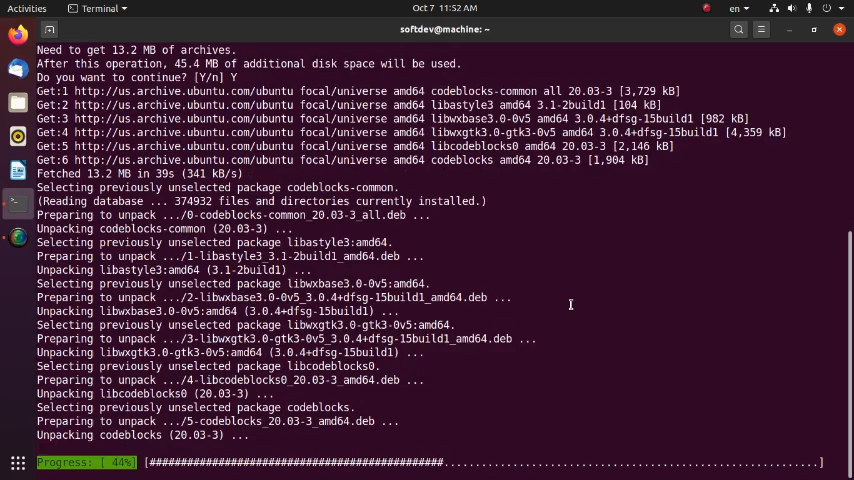 Activities
Terminal
Oct 7 11:52 AM
en
softdev@machine: ~
Need to get 13.2 MB of archives.
After this operation, 45.4 MB of additional disk space will be used.
Do you want to continue? [Y/n] Y
Get:1 http://us.archive.ubuntu.com/ubuntu focal/universe amd64 codeblocks-common all 20.03-3 [3,729 kB]
Get:2 http://us.archive.ubuntu.com/ubuntu focal/universe amd64 libastyle3 amd64 3.1-2build1 [104 kB]
Get:3 http://us.archive.ubuntu.com/ubuntu focal/universe amd64 libwxbase3.0-0v5 amd64 3.0.4+dfsg-15build1 [982 kB]
Get:4 http://us.archive.ubuntu.com/ubuntu focal/universe amd64 libwxgtk3.0-gtk3-0v5 amd64 3.0.4+dfsg-15build1 [4,359 kB]
Get:5 http://us.archive.ubuntu.com/ubuntu focal/universe amd64 libcodeblocks0 amd64 20.03-3 [2,146 kB]
Get:6 http://us.archive.ubuntu.com/ubuntu focal/universe amd64 codeblocks amd64 20.03-3 [1,904 kB]
Fetched 13.2 MB in 39s (341 kB/s)
Selecting previously unselected package codeblocks-common.
(Reading database ... 374932 files and directories currently installed.)
Preparing to unpack .../0-codeblocks-common_20.03-3_all.deb ...
Unpacking codeblocks-common (20.03-3) ...
Selecting previously unselected package libastyle3:amd64.
Preparing to unpack .../1-libastyle3_3.1-2build1_amd64.deb ...
Unpacking libastyle3:amd64 (3.1-2build1) ...
Selecting previously unselected package libwxbase3.0-0v5:amd64.
Preparing to unpack .../2-libwxbase3.0-0v5_3.0.4+dfsg-15build1_amd64.deb ...
Unpacking libwxbase3.0-0v5:amd64 (3.0.4+dfsg-15build1) ...
Selecting previously unselected package libwxgtk3.0-gtk3-0v5:amd64.
Preparing to unpack .../3-libwxgtk3.0-gtk3-0v5_3.0.4+dfsg-15build1_amd64.deb ...
Unpacking libwxgtk3.0-gtk3-0v5:amd64 (3.0.4+dfsg-15build1) ...
Selecting previously unselected package libcodeblocks0.
Preparing to unpack .../4-libcodeblocks0_20.03-3_amd64.deb ...
Unpacking libcodeblocks0 (20.03-3) ...
Selecting previously unselected package codeblocks.
Preparing to unpack .../5-codeblocks_20.03-3_amd64.deb ...
Unpacking codeblocks (20.03-3) ...
Progress: [ 44%] [###############################################............................................................]